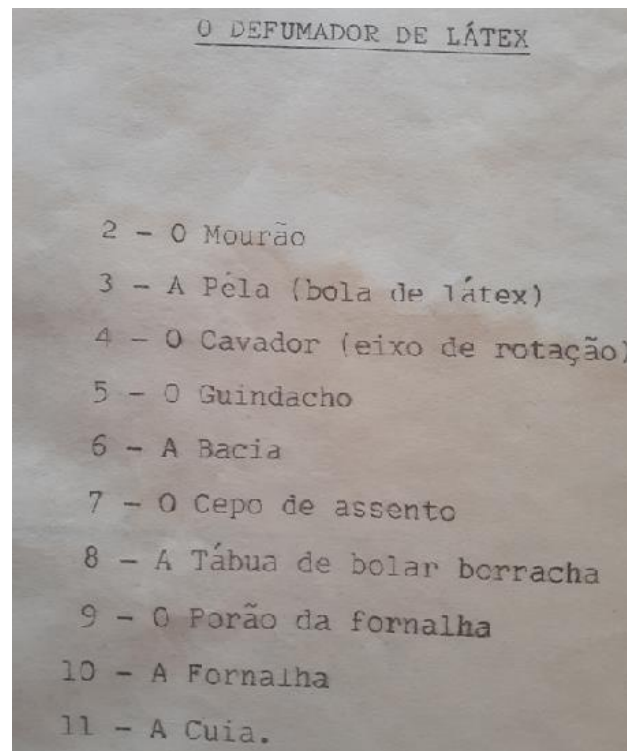 O DEFUMADOR DE LÁTEX
2 - O Mourão
3 - A Péla (bola de látex)
4 - O Cavador (eixo de rotação)
5 - O Guindacho
6 - A Bacia
7 - O Cepo de assento
8 - A Tábua de bolar borracha
9 - O Porão da fornalha
10 - A Fornalha
11 - A Cuia.